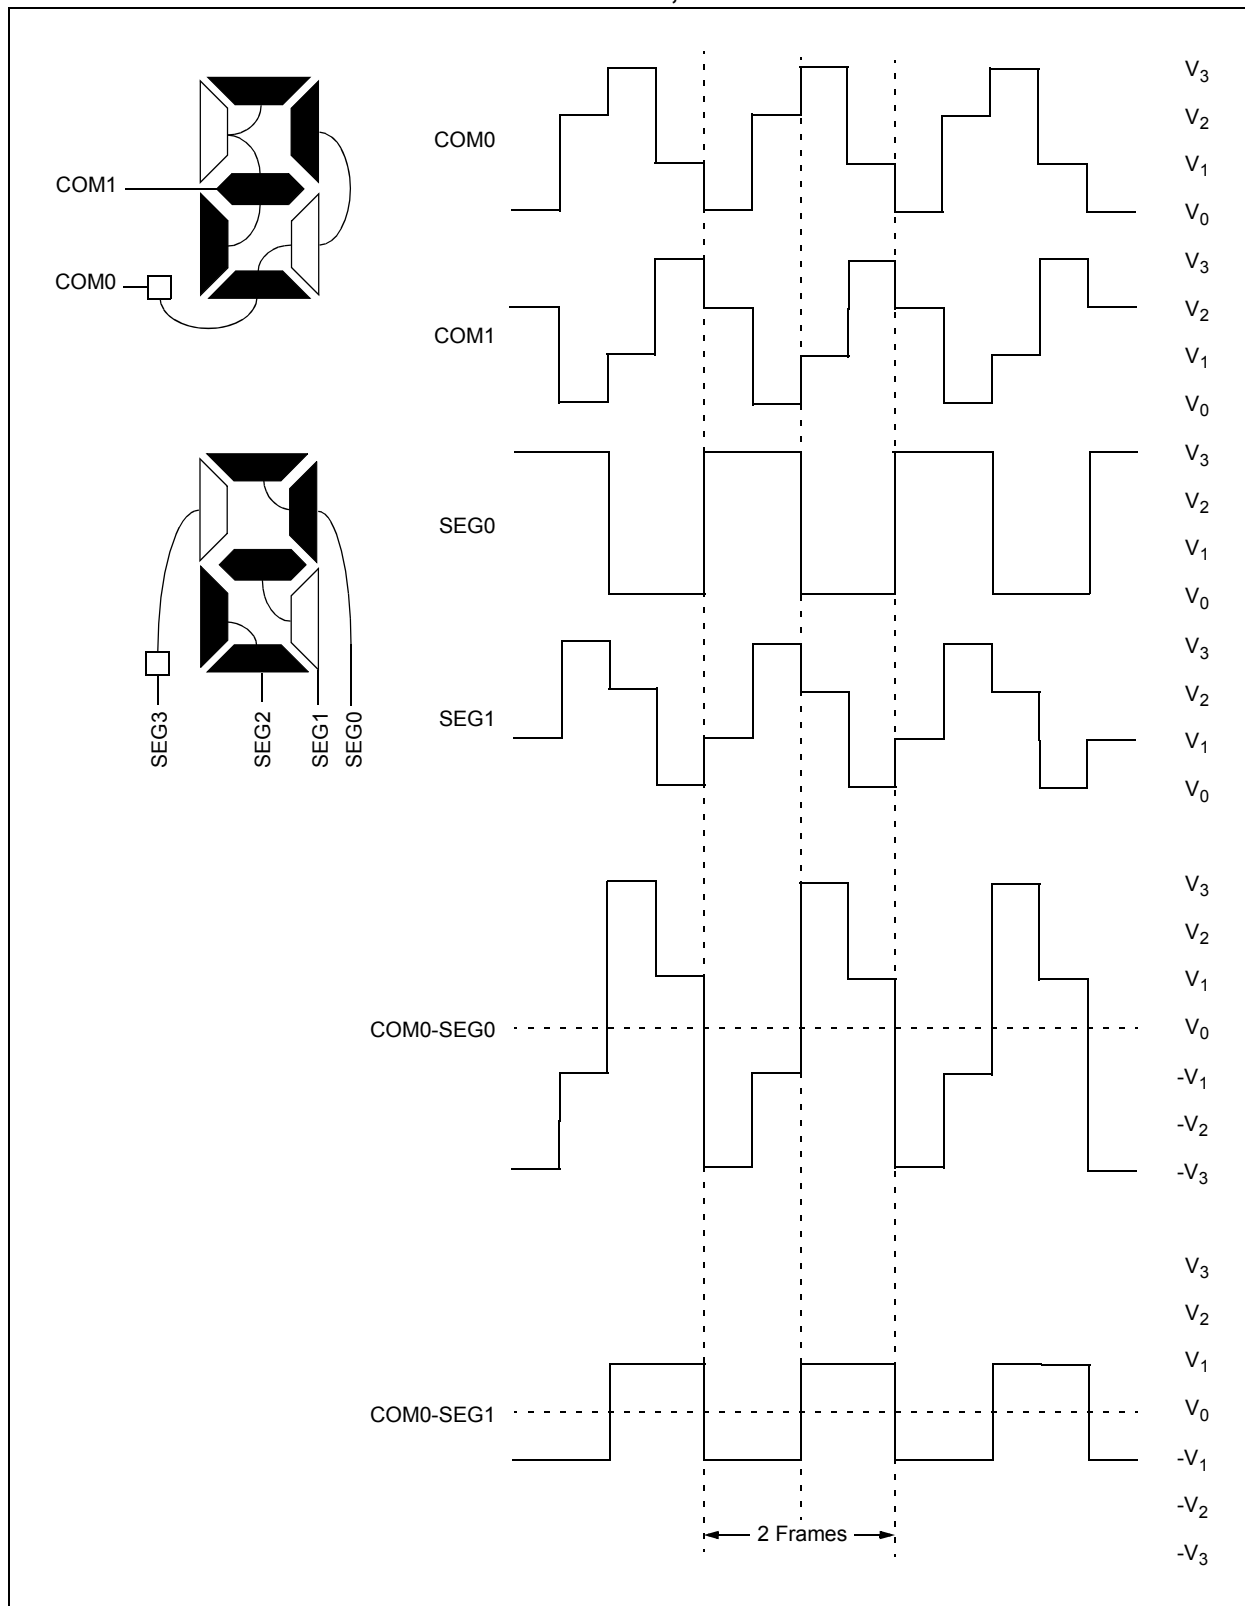 COM1
COM0
SEG3
SEG2
SEG1
SEG0
COM0
V3
V2
V1
V0
COM1
V3
V2
V1
V0
SEG0
V3
V2
V1
V0
SEG1
V3
V2
V1
V0
COM0-SEG0
V3
V2
V1
V0
-V1
-V2
-V3
COM0-SEG1
V3
V2
V1
V0
-V1
-V2
-V3
2 Frames